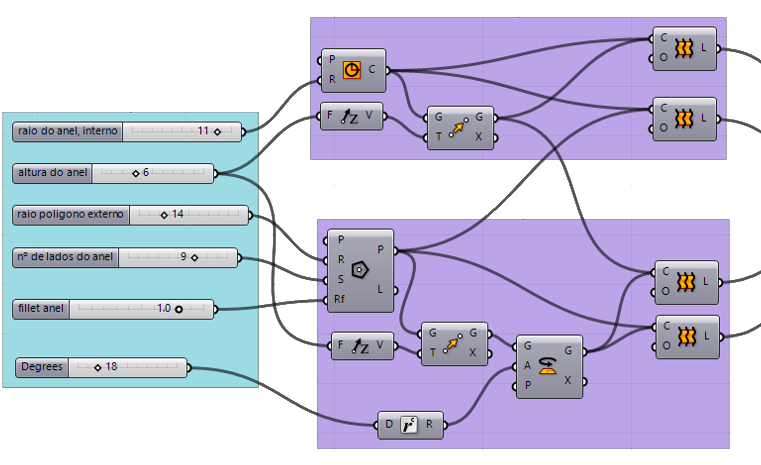 raio do anel, interno 11
altura do anel 6
raio poligono externo 14
nº de lados do anel 9
fillet anel 1.0
Degrees 18
P
R C
F Z V
G G
T X
C L
O
C L
O
P P
R
S
Rf L
F Z V
G G
T X
G G
A
P X
D rc R
C L
O
C L
O